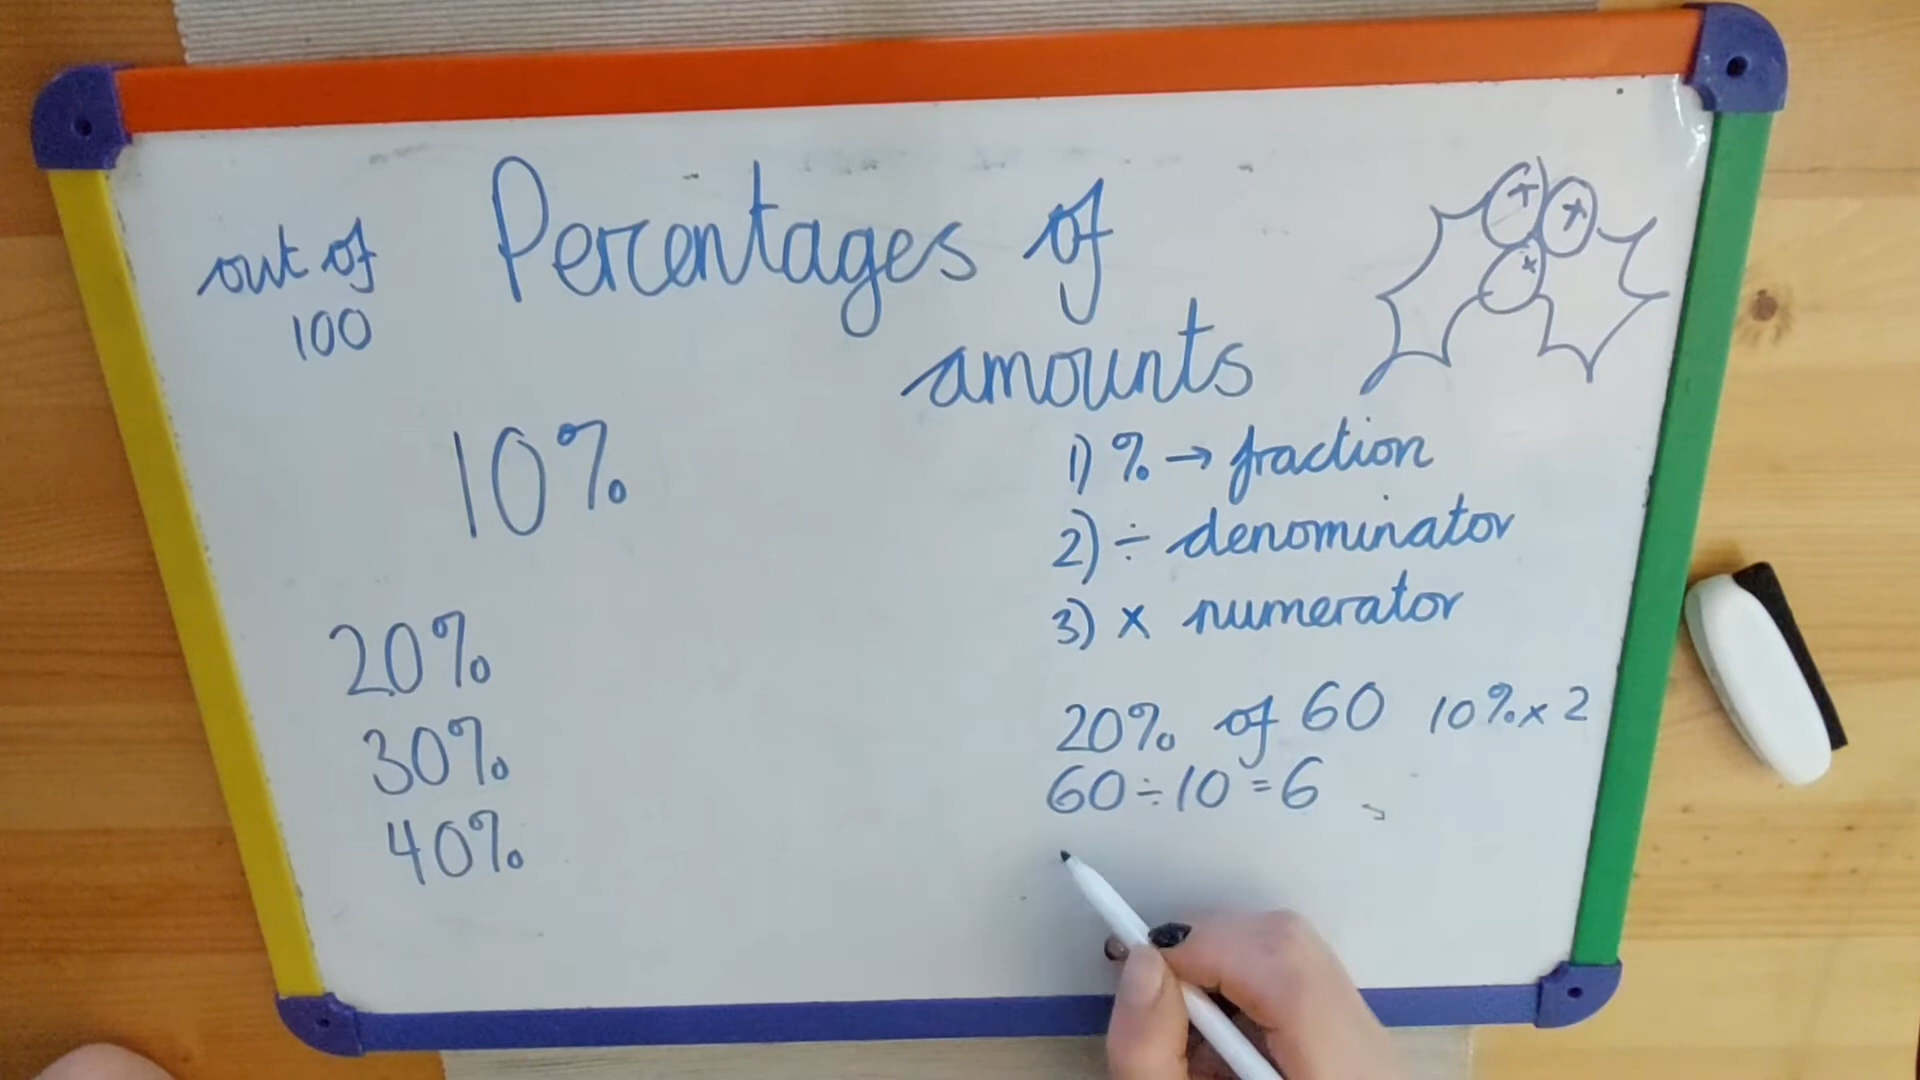 out of
100
Percentages of
amounts
10%
20%
30%
40%
1) % → fraction
2) ÷ denominator
3) × numerator
20% of 60 10% × 2
60 ÷ 10 = 6